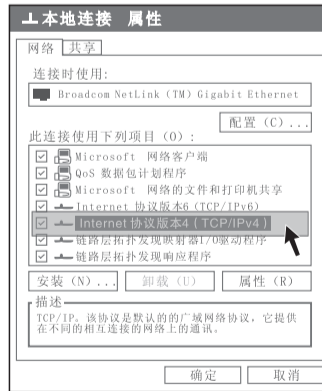 本地连接 属性
网络 共享
连接时使用:
Broadcom NetLink (TM) Gigabit Ethernet
配置 (C)...
此连接使用下列项目 (O):
Microsoft 网络客户端
QoS 数据包计划程序
Microsoft 网络的文件和打印机共享
Internet 协议版本6 (TCP/IPv6)
Internet 协议版本4 (TCP/IPv4)
链路层拓扑发现映射器I/O驱动程序
链路层拓扑发现响应程序
安装 (N)... 卸载 (U) 属性 (R)
描述
TCP/IP。该协议是默认的的广域网络协议，它提供
在不同的相互连接的网络上的通讯。
确定 取消